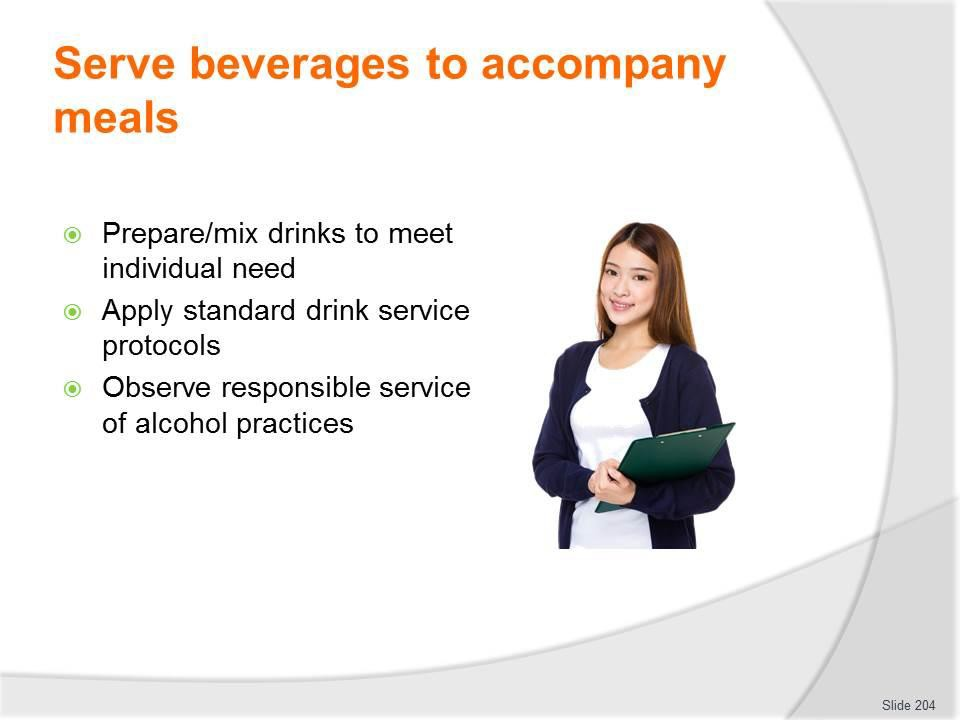 Serve beverages to accompany
meals
Prepare/mix drinks to meet
individual need
Apply standard drink service
protocols
Observe responsible service
of alcohol practices
Slide 204